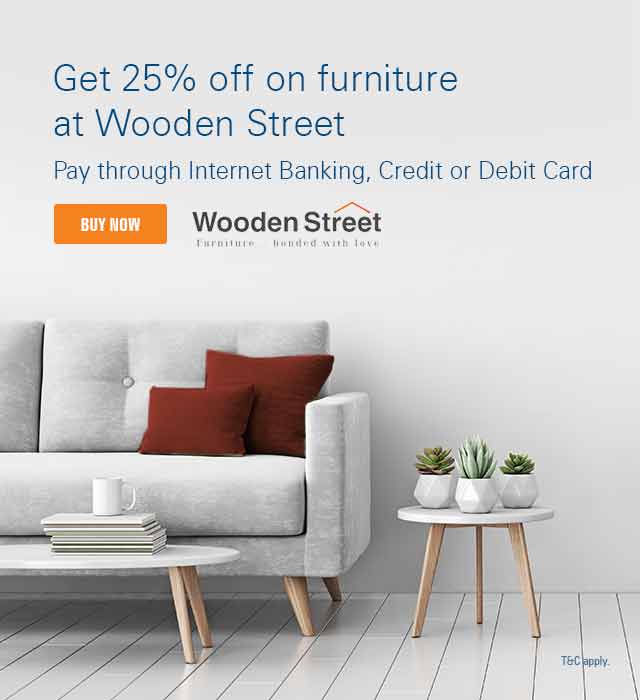 Get 25% off on furniture
at Wooden Street
Pay through Internet Banking, Credit or Debit Card
BUY NOW
Wooden Street
Furniture... bonded with love
T&C apply.